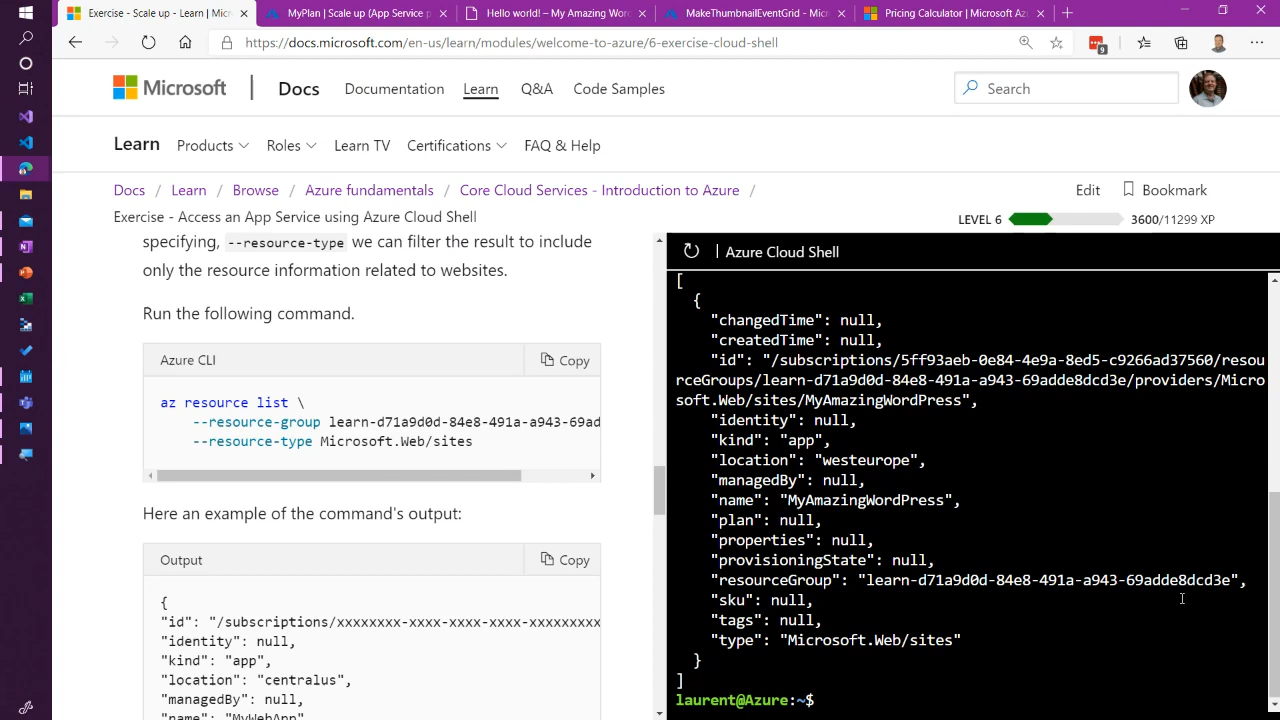 Exercise - Scale up - Learn | Micr
MyPlan | Scale up (App Service p
Hello world! – My Amazing Wor
MakeThumbnailEventGrid - Micr
Pricing Calculator | Microsoft Az
https://docs.microsoft.com/en-us/learn/modules/welcome-to-azure/6-exercise-cloud-shell
9
Microsoft
Docs
Documentation
Learn
Q&A
Code Samples
Search
Learn
Products
Roles
Learn TV
Certifications
FAQ & Help
Docs / Learn / Browse / Azure fundamentals / Core Cloud Services - Introduction to Azure /
Edit
Bookmark
Exercise - Access an App Service using Azure Cloud Shell
LEVEL 6
3600/11299 XP
specifying, --resource-type we can filter the result to include
only the resource information related to websites.
Run the following command.
Azure CLI
Copy
az resource list \
--resource-group learn-d71a9d0d-84e8-491a-a943-69ad
--resource-type Microsoft.Web/sites
Here an example of the command's output:
Output
Copy
{
"id": "/subscriptions/xxxxxxxx-xxxx-xxxx-xxxx-xxxxxxxxx
"identity": null,
"kind": "app",
"location": "centralus",
"managedBy": null,
"name": "MyWebApp"
| Azure Cloud Shell
[
{
"changedTime": null,
"createdTime": null,
"id": "/subscriptions/5ff93aeb-0e84-4e9a-8ed5-c9266ad37560/resou
rceGroups/learn-d71a9d0d-84e8-491a-a943-69adde8dcd3e/providers/Micro
soft.Web/sites/MyAmazingWordPress",
"identity": null,
"kind": "app",
"location": "westeurope",
"managedBy": null,
"name": "MyAmazingWordPress",
"plan": null,
"properties": null,
"provisioningState": null,
"resourceGroup": "learn-d71a9d0d-84e8-491a-a943-69adde8dcd3e",
"sku": null,
"tags": null,
"type": "Microsoft.Web/sites"
}
]
laurent@Azure:~$